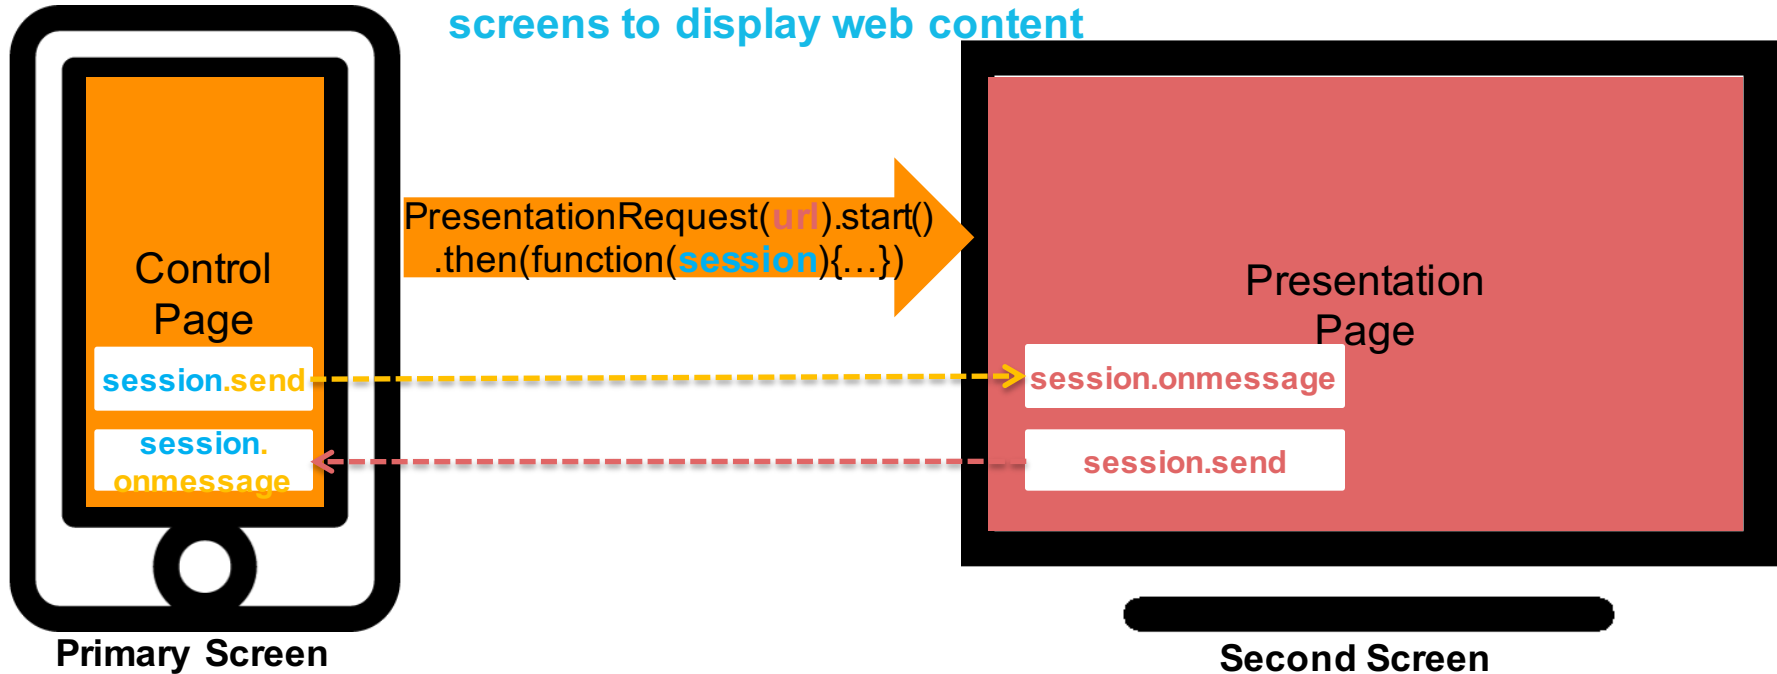 screens to display web content
PresentationRequest(url).start()
.then(function(session){…})
Control
Page
session.send
session.
onmessage
Presentation
Page
session.onmessage
session.send
Primary Screen
Second Screen